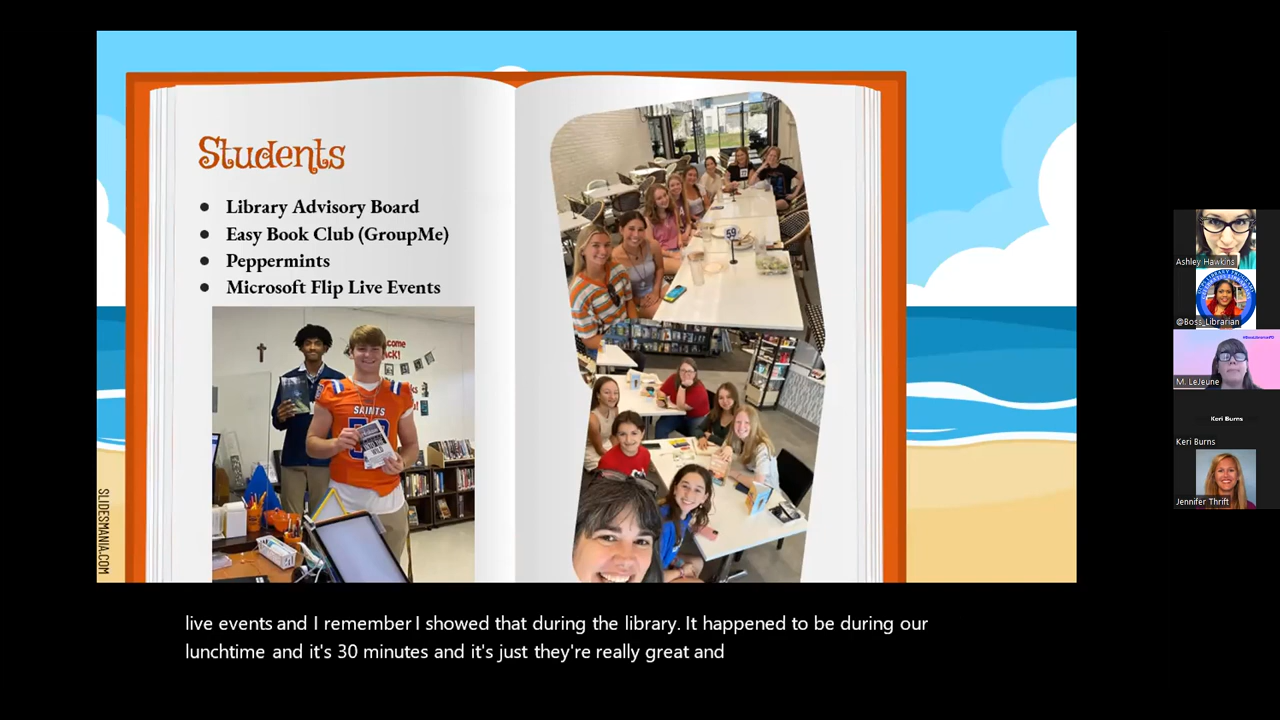 Students
Library Advisory Board
Easy Book Club (GroupMe)
Peppermints
Microsoft Flip Live Events
SAINTS
59
SLIDESMANIA.COM
Ashley Hawkins
@Boss_Librarian
M. LeJeune
Keri Burns
Keri Burns
Jennifer Thrift
live events and I remember I showed that during the library. It happened to be during our
lunchtime and it's 30 minutes and it's just they're really great and